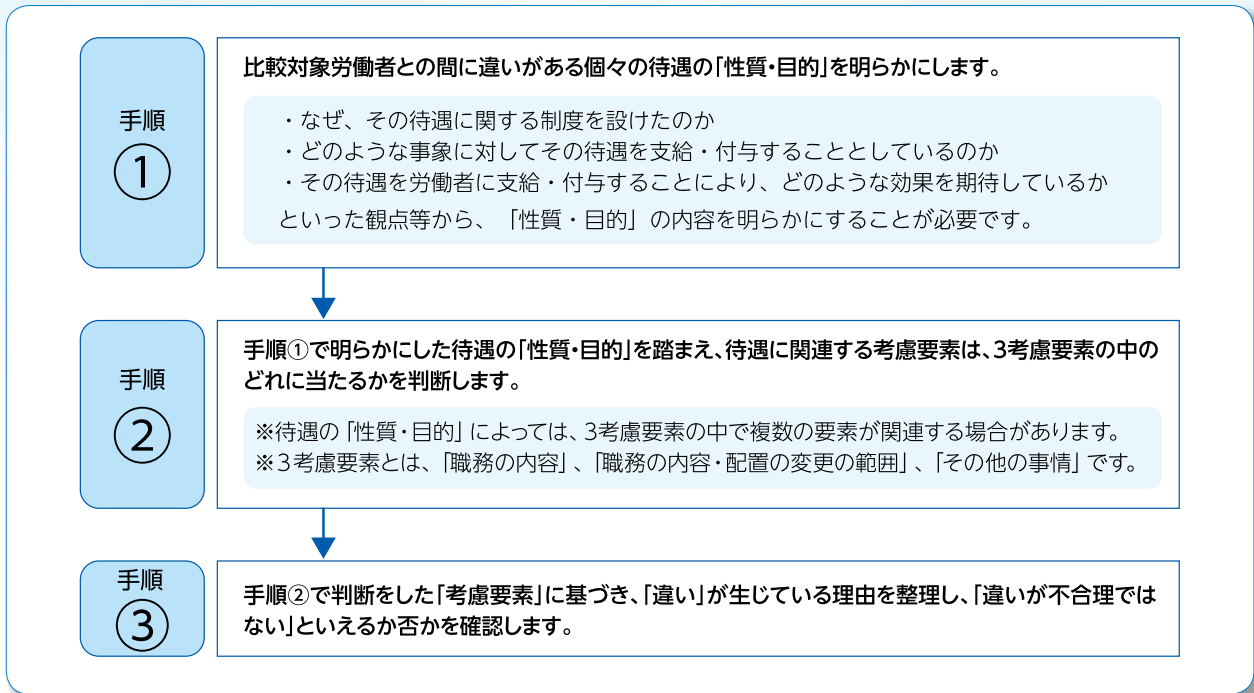 手順
①
比較対象労働者との間に違いがある個々の待遇の「性質・目的」を明らかにします。
・なぜ、その待遇に関する制度を設けたのか
・どのような事象に対してその待遇を支給・付与することとしているのか
・その待遇を労働者に支給・付与することにより、どのような効果を期待しているか
といった観点等から、「性質・目的」の内容を明らかにすることが必要です。
手順
②
手順①で明らかにした待遇の「性質・目的」を踏まえ、待遇に関連する考慮要素は、3考慮要素の中の
どれに当たるかを判断します。
※待遇の「性質・目的」によっては、3考慮要素の中で複数の要素が関連する場合があります。
※3考慮要素とは、「職務の内容」、「職務の内容・配置の変更の範囲」、「その他の事情」です。
手順
③
手順②で判断をした「考慮要素」に基づき、「違い」が生じている理由を整理し、「違いが不合理では
ない」といえるか否かを確認します。